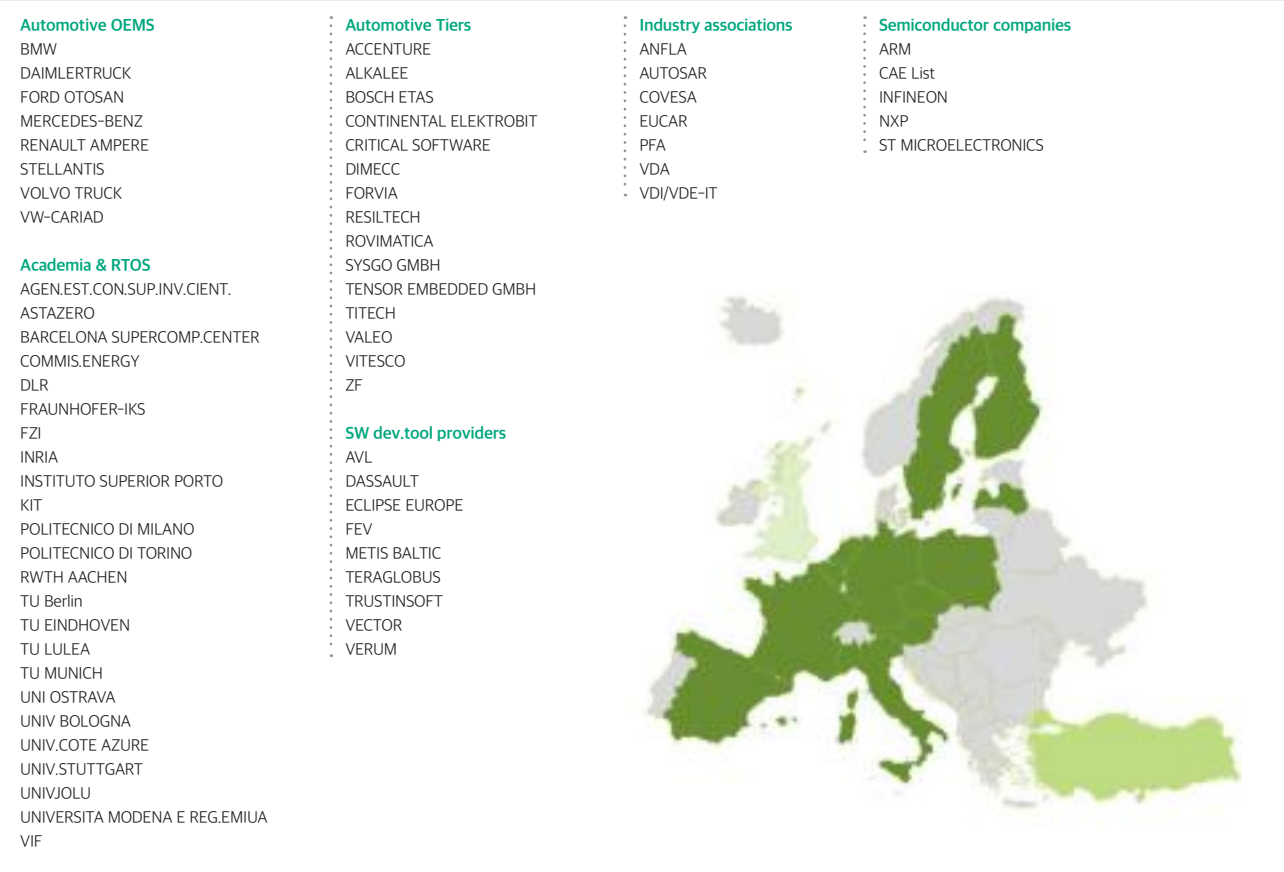 Automotive OEMS
BMW
DAIMLERTRUCK
FORD OTOSAN
MERCEDES-BENZ
RENAULT AMPERE
STELLANTIS
VOLVO TRUCK
VW-CARIAD
Academia & RTOS
AGEN.EST.CON.SUP.INV.CIENT.
ASTAZERO
BARCELONA SUPERCOMP.CENTER
COMMIS.ENERGY
DLR
FRAUNHOFER-IKS
FZI
INRIA
INSTITUTO SUPERIOR PORTO
KIT
POLITECNICO DI MILANO
POLITECNICO DI TORINO
RWTH AACHEN
TU Berlin
TU EINDHOVEN
TU LULEA
TU MUNICH
UNI OSTRAVA
UNIV BOLOGNA
UNIV.COTE AZURE
UNIV.STUTTGART
UNIVJOLU
UNIVERSITA MODENA E REG.EMIUA
VIF
Automotive Tiers
ACCENTURE
ALKALEE
BOSCH ETAS
CONTINENTAL ELEKTROBIT
CRITICAL SOFTWARE
DIMECC
FORVIA
RESILTECH
ROVIMATICA
SYSGO GMBH
TENSOR EMBEDDED GMBH
TITECH
VALEO
VITESCO
ZF
SW dev.tool providers
AVL
DASSAULT
ECLIPSE EUROPE
FEV
METIS BALTIC
TERAGLOBUS
TRUSTINSOFT
VECTOR
VERUM
Industry associations
ANFLA
AUTOSAR
COVESA
EUCAR
PFA
VDA
VDI/VDE-IT
Semiconductor companies
ARM
CAE List
INFINEON
NXP
ST MICROELECTRONICS